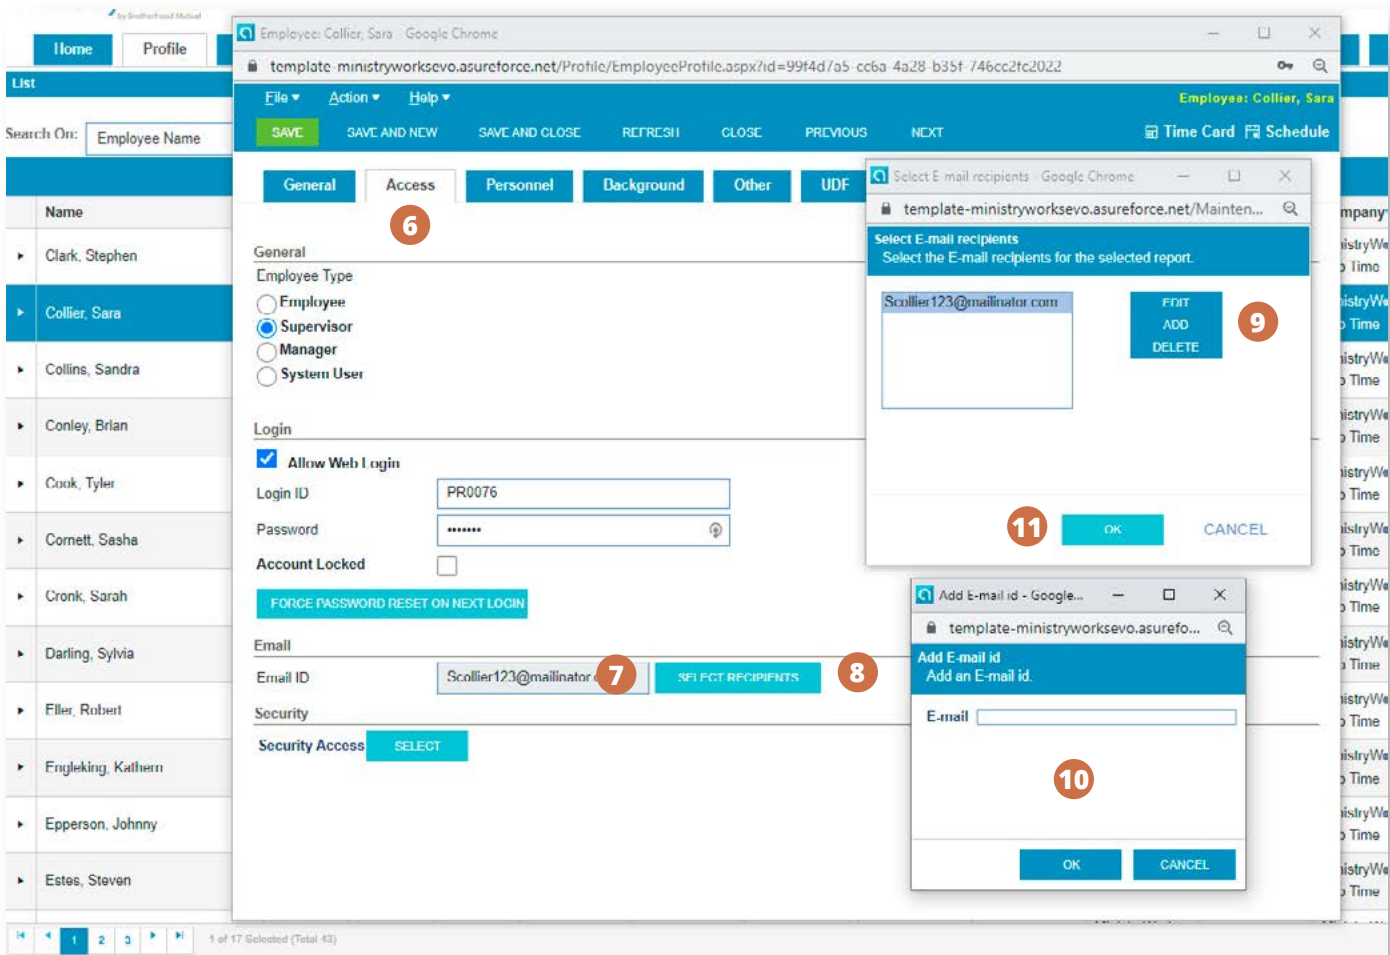 by Brotherhood Mutual
Home
Profile
List
Search On:
Employee Name
Name
Clark, Stephen
Collier, Sara
Collins, Sandra
Conley, Brian
Cook, Tyler
Cornett, Sasha
Cronk, Sarah
Darling, Sylvia
Eller, Robert
Engleking, Kathern
Epperson, Johnny
Estes, Steven
1 2 3
1 of 17 Selected (Total 43)
Employee: Collier, Sara - Google Chrome
template-ministryworksevo.asureforce.net/Profile/EmployeeProfile.aspx?id=99f4d7a5-cc6a-4a28-b35f-746cc2fc2022
File Action Help
Employee: Collier, Sara
SAVE SAVE AND NEW SAVE AND CLOSE REFRESH CLOSE PREVIOUS NEXT
Time Card Schedule
General Access Personnel Background Other UDF
6
General
Employee Type
Employee
Supervisor
Manager
System User
Login
Allow Web Login
Login ID PR0076
Password •••••••
Account Locked
FORCE PASSWORD RESET ON NEXT LOGIN
Email
Email ID Scollier123@mailinator. 7 SELECT RECIPIENTS 8
Security
Security Access SELECT
Select E-mail recipients - Google Chrome
template-ministryworksevo.asureforce.net/Mainten...
Select E-mail recipients
Select the E-mail recipients for the selected report.
Scollier123@mailinator.com
EDIT
ADD
DELETE
9
11 OK CANCEL
Add E-mail id - Google...
template-ministryworksevo.asurefo...
Add E-mail id
Add an E-mail id.
E-mail
10
OK CANCEL